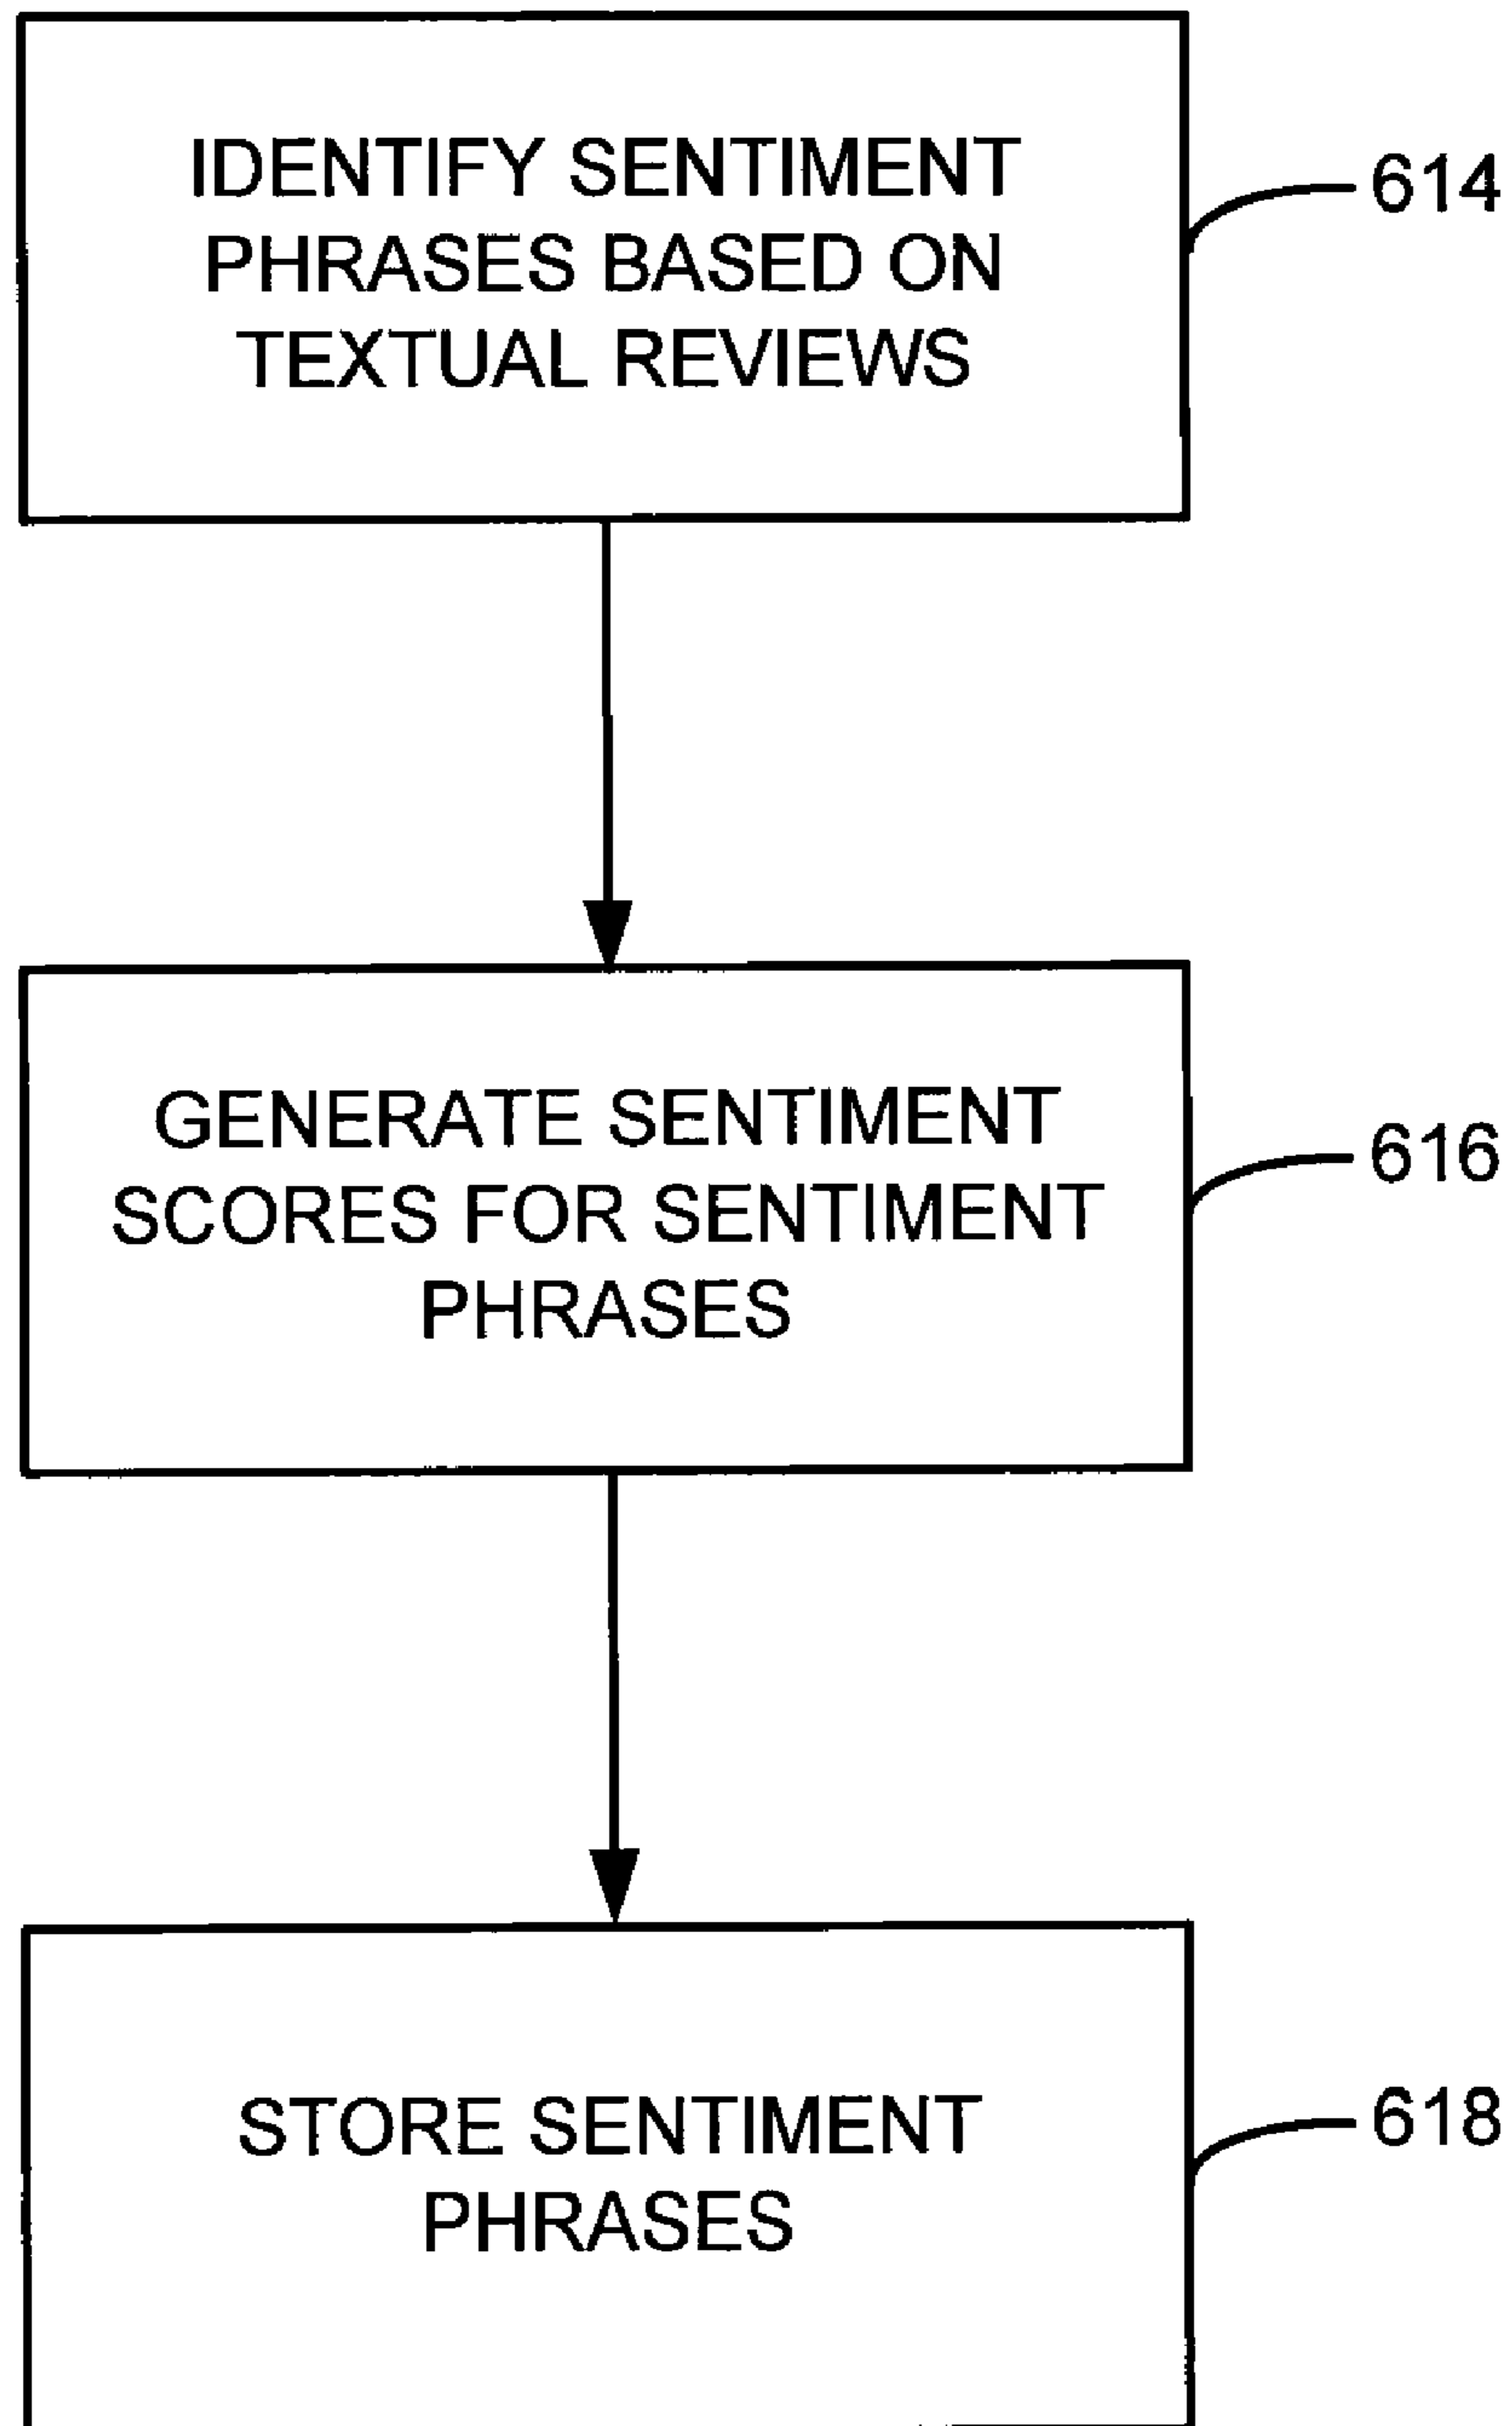 IDENTIFY SENTIMENT
PHRASES BASED ON
TEXTUAL REVIEWS
614
GENERATE SENTIMENT
SCORES FOR SENTIMENT
PHRASES
616
STORE SENTIMENT
PHRASES
618